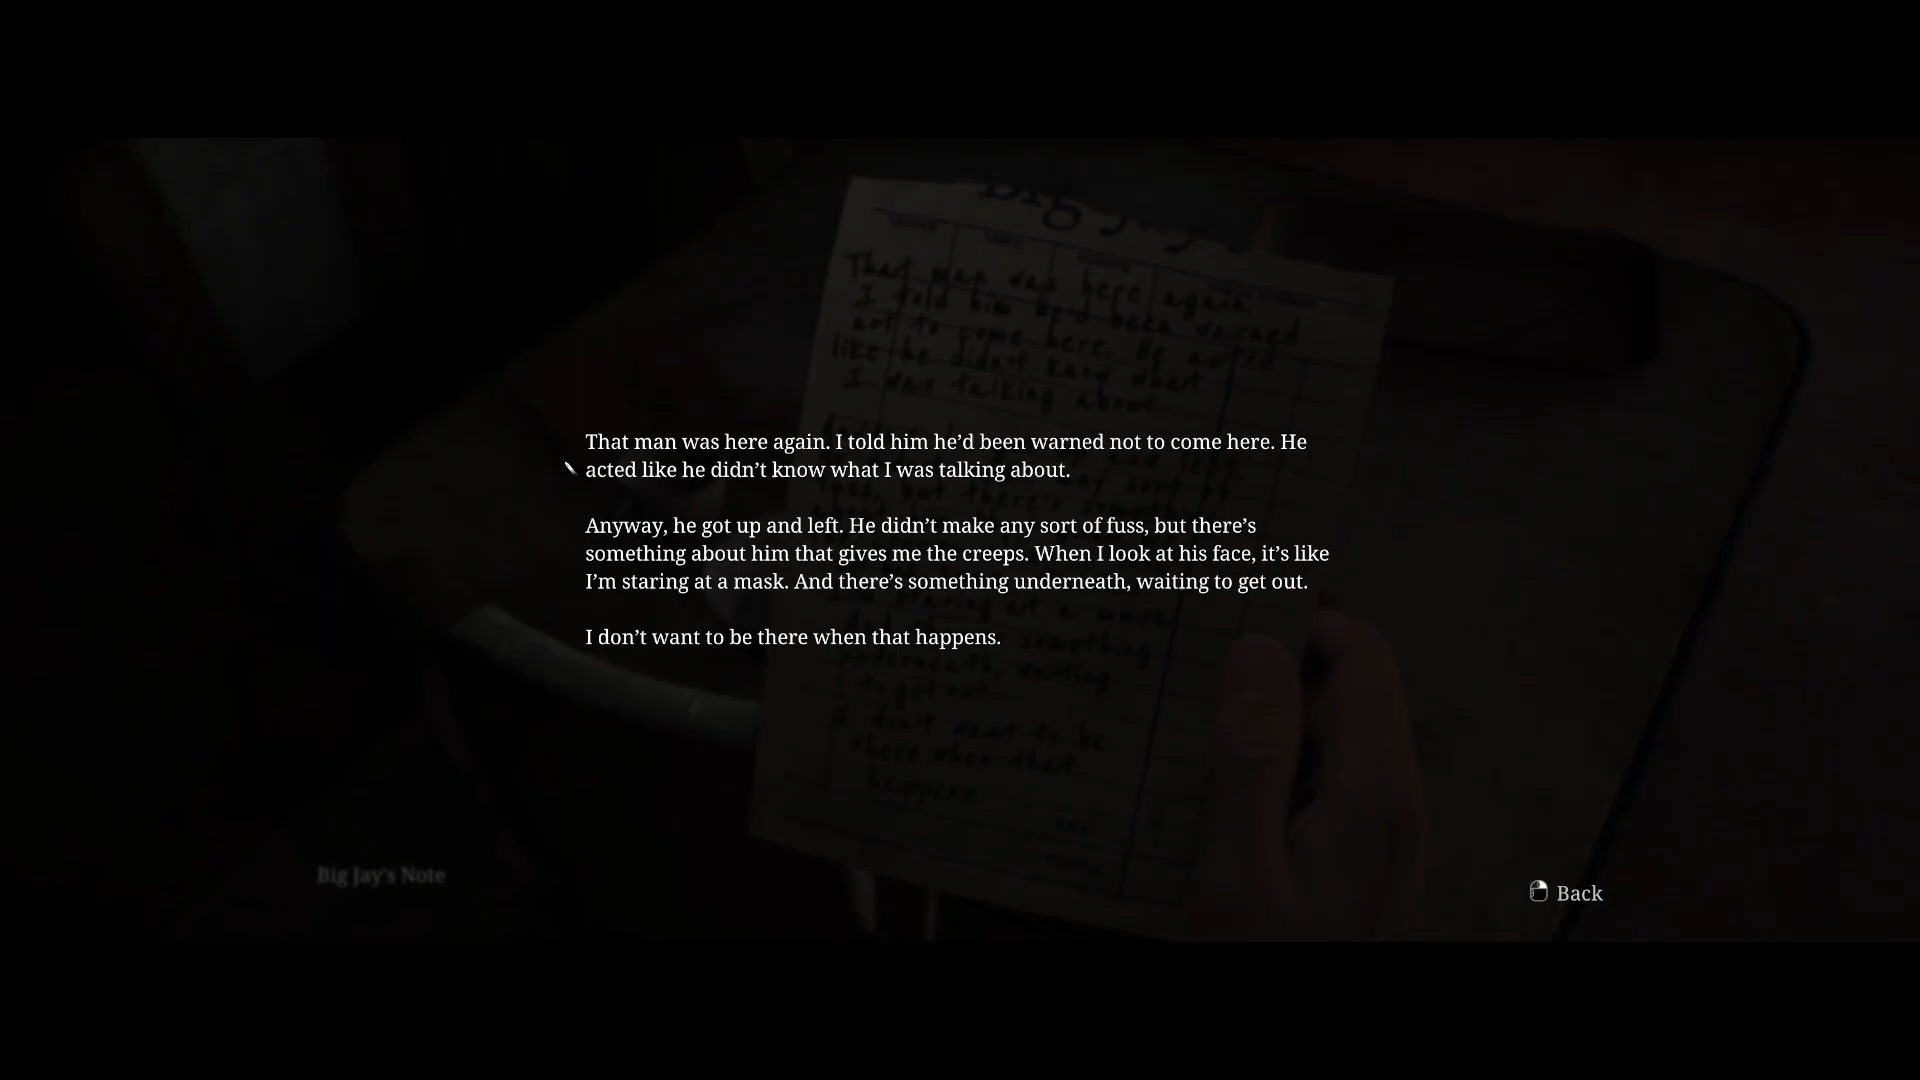 That man was here again. I told him he’d been warned not to come here. He
acted like he didn’t know what I was talking about.
Anyway, he got up and left. He didn’t make any sort of fuss, but there’s
something about him that gives me the creeps. When I look at his face, it’s like
I’m staring at a mask. And there’s something underneath, waiting to get out.
I don’t want to be there when that happens.
Big Jay’s Note
Back